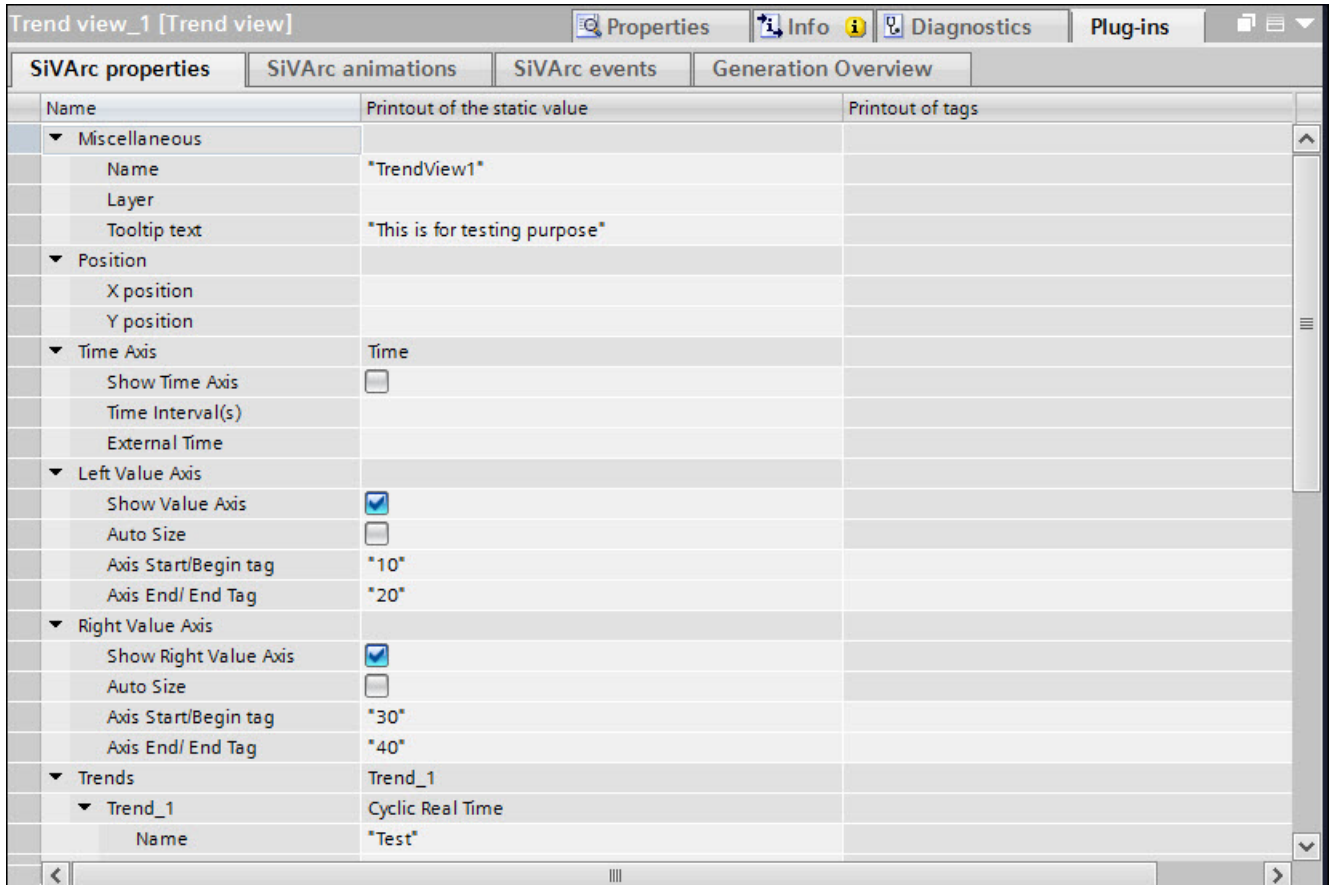 Trend view_1 [Trend view] Properties Info Diagnostics Plug-ins
SiVArc properties SiVArc animations SiVArc events Generation Overview
Name Printout of the static value Printout of tags
Miscellaneous
Name "TrendView1"
Layer
Tooltip text "This is for testing purpose"
Position
X position
Y position
Time Axis Time
Show Time Axis
Time Interval(s)
External Time
Left Value Axis
Show Value Axis
Auto Size
Axis Start/Begin tag "10"
Axis End/ End Tag "20"
Right Value Axis
Show Right Value Axis
Auto Size
Axis Start/Begin tag "30"
Axis End/ End Tag "40"
Trends Trend_1
Trend_1 Cyclic Real Time
Name "Test"